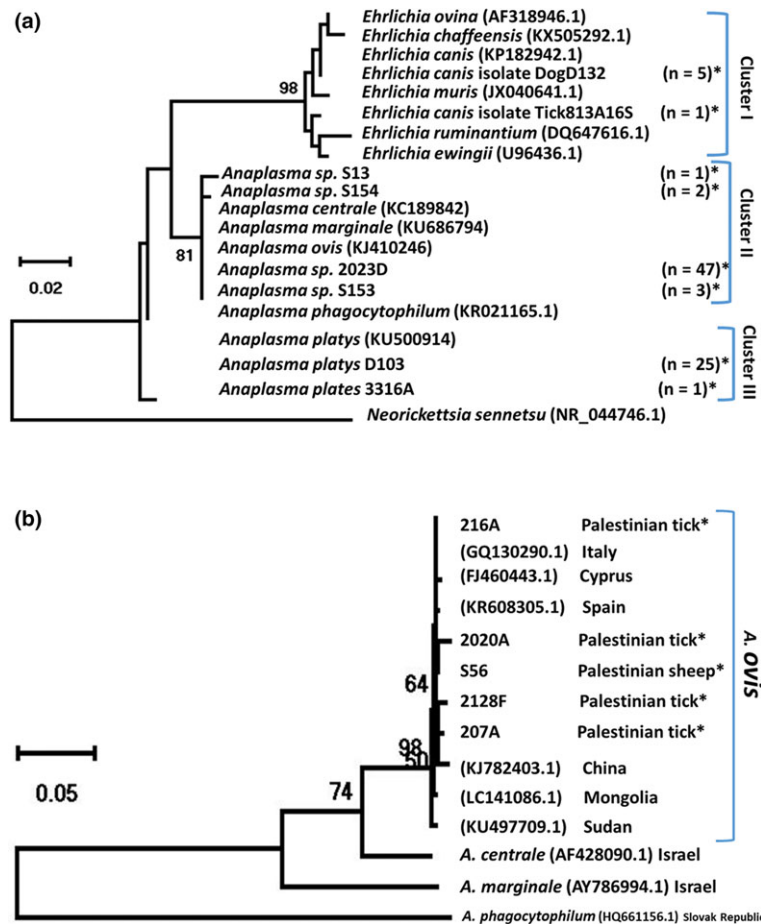 (a)
Ehrlichia ovina (AF318946.1)
Ehrlichia chaffeensis (KX505292.1)
Ehrlichia canis (KP182942.1)
Ehrlichia canis isolate DogD132 (n = 5)*
Ehrlichia muris (JX040641.1)
Ehrlichia canis isolate Tick813A16S (n = 1)*
Ehrlichia ruminantium (DQ647616.1)
Ehrlichia ewingii (U96436.1)
Cluster I
98
Anaplasma sp. S13 (n = 1)*
Anaplasma sp. S154 (n = 2)*
Anaplasma centrale (KC189842)
Anaplasma marginale (KU686794)
Anaplasma ovis (KJ410246)
Anaplasma sp. 2023D (n = 47)*
Anaplasma sp. S153 (n = 3)*
Anaplasma phagocytophilum (KR021165.1)
Cluster II
81
0.02
Anaplasma platys (KU500914)
Anaplasma platys D103 (n = 25)*
Anaplasma plates 3316A (n = 1)*
Cluster III
Neorickettsia sennetsu (NR_044746.1)
(b)
216A Palestinian tick*
(GQ130290.1) Italy
(FJ460443.1) Cyprus
(KR608305.1) Spain
2020A Palestinian tick*
S56 Palestinian sheep*
2128F Palestinian tick*
207A Palestinian tick*
(KJ782403.1) China
(LC141086.1) Mongolia
(KU497709.1) Sudan
A. ovis
64
98
50
74
0.05
A. centrale (AF428090.1) Israel
A. marginale (AY786994.1) Israel
A. phagocytophilum (HQ661156.1) Slovak Republic